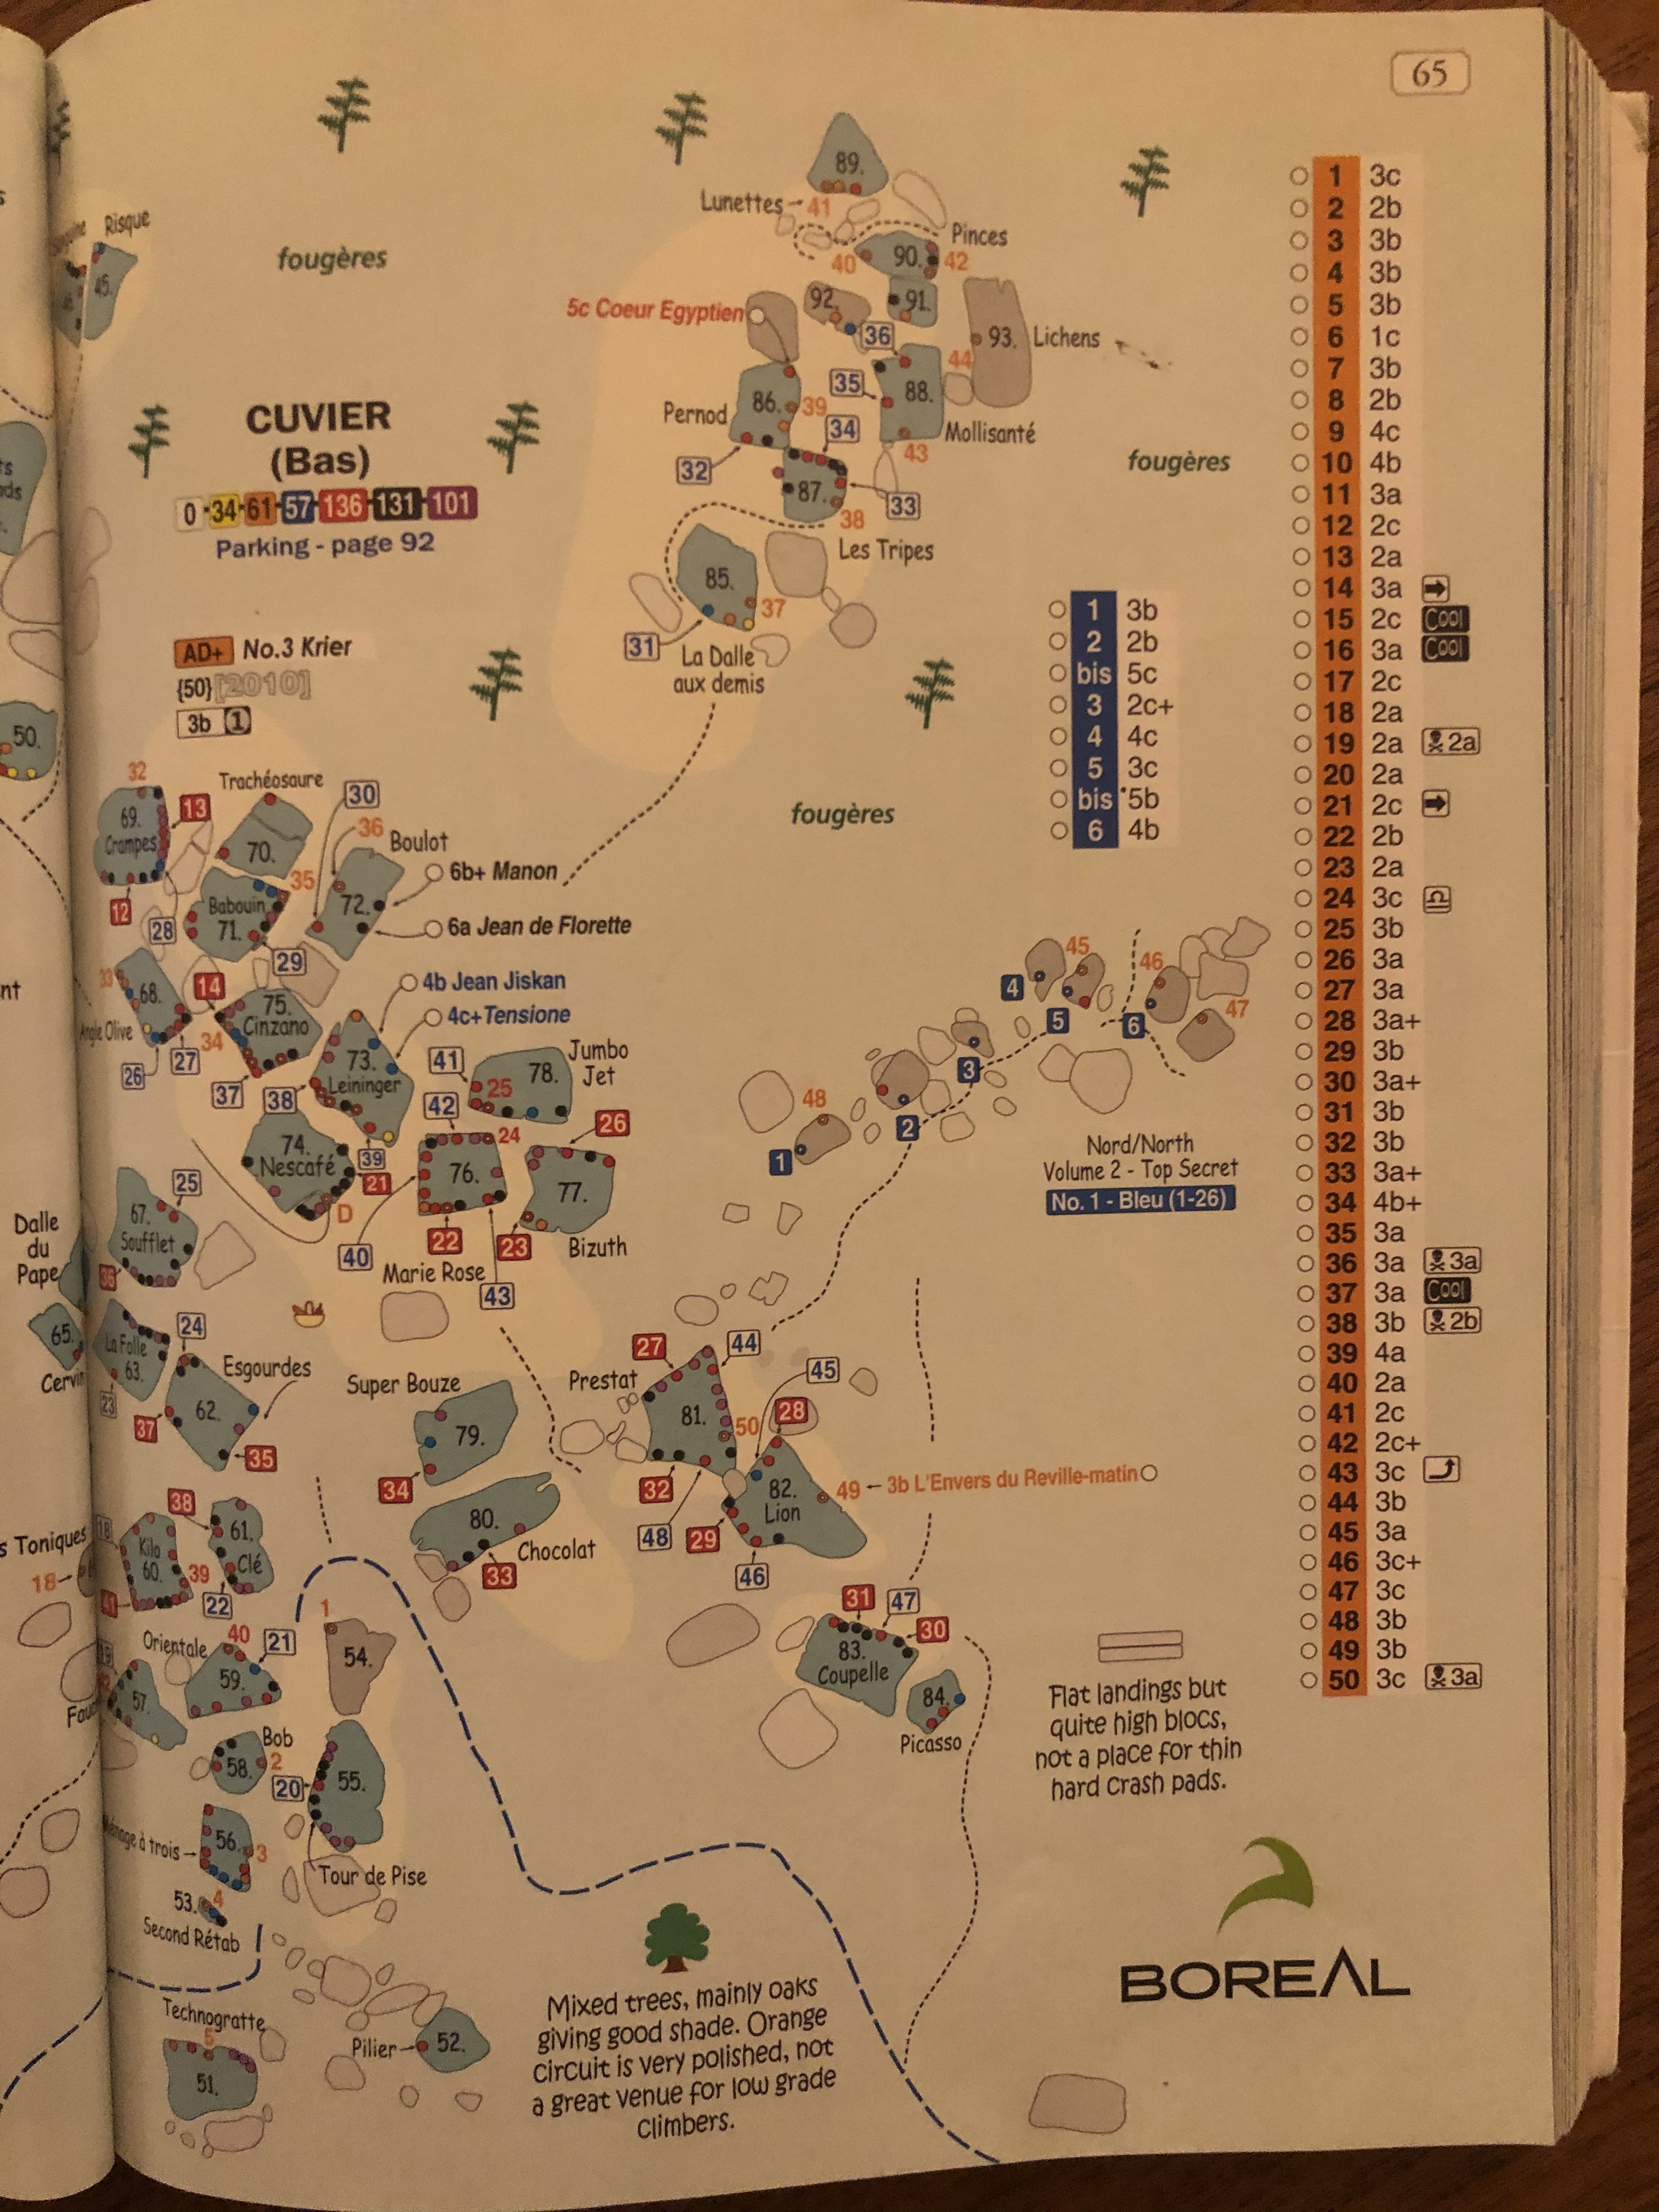 65
89.
Lunettes → 41
Risque
Pinces
fougères
40
90.
42
45.
5c Coeur Egyptien
92.
91.
36
93.
Lichens
44
35
88.
CUVIER
(Bas)
Pernod
86.
39
34
Mollisanté
43
fougères
32
87.
33
0 34 61 57 136 131 101
38
Parking - page 92
Les Tripes
85.
37
31
La Dalle
aux demis
AD+ No.3 Krier
{50} [2010]
3b 1
50.
fougères
1 3b
2 2b
bis 5c
3 2c+
4 4c
5 3c
bis 5b
6 4b
32
Trachéosaure
30
69.
Crampes
13
36
Boulot
70.
6b+ Manon
35
12
Babouin
71.
72.
28
6a Jean de Florette
29
33
68.
14
75.
Cinzano
4b Jean Jiskan
4c+Tensione
Angle Olive
34
26
27
37
38
73.
Leininger
41
78.
Jumbo
Jet
25
42
26
24
74.
Nescafé
39
21
76.
77.
D
40
22
23
Bizuth
Marie Rose
43
25
67.
Soufflet
Dalle
du
Pape
36
65.
La Folle
63.
24
Esgourdes
23
62.
37
35
Super Bouze
79.
34
80.
Chocolat
33
Prestat
27
44
45
81.
50
28
32
48
29
82.
Lion
46
49 ← 3b L'Envers du Reville-matin
4
45
46
47
5
6
3
48
2
1
Nord/North
Volume 2 - Top Secret
No. 1 - Bleu (1-26)
38
61.
Clé
Kilo
60.
39
22
18
18
41
Orientale
40
21
59.
57.
1
54.
Bob
58.
2
20
55.
56.
3
Tour de Pise
53.
4
Second Rétab
31
47
30
83.
Coupelle
84.
Picasso
Flat landings but
quite high blocs,
not a place for thin
hard crash pads.
Technogratte
5
51.
Pilier
52.
Mixed trees, mainly oaks
giving good shade. Orange
circuit is very polished, not
a great venue for low grade
climbers.
BOREAL
1 3c
2 2b
3 3b
4 3b
5 3b
6 1c
7 3b
8 2b
9 4c
10 4b
11 3a
12 2c
13 2a
14 3a
15 2c Cool
16 3a Cool
17 2c
18 2a
19 2a 2a
20 2a
21 2c
22 2b
23 2a
24 3c
25 3b
26 3a
27 3a
28 3a+
29 3b
30 3a+
31 3b
32 3b
33 3a+
34 4b+
35 3a
36 3a 3a
37 3a Cool
38 3b 2b
39 4a
40 2a
41 2c
42 2c+
43 3c
44 3b
45 3a
46 3c+
47 3c
48 3b
49 3b
50 3c 3a